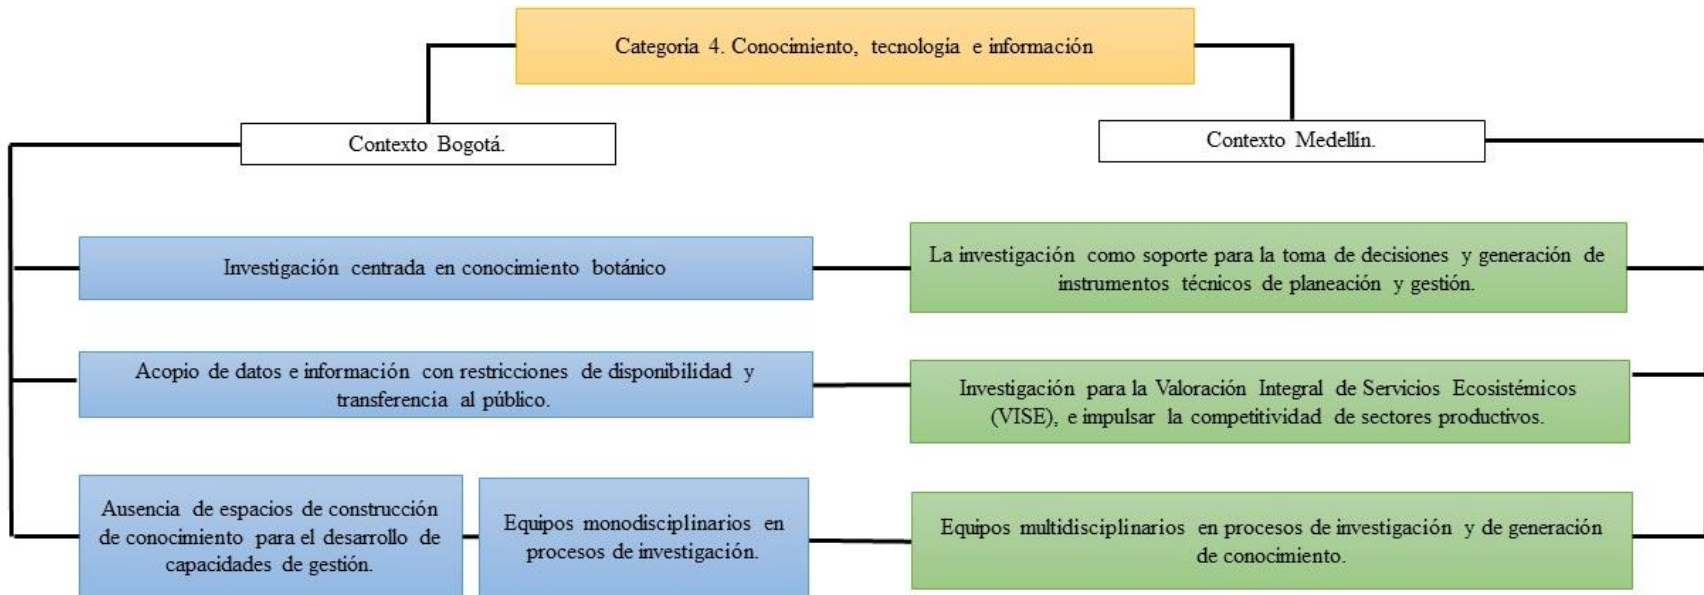 Categoría 4. Conocimiento, tecnología e información
Contexto Bogotá.
Contexto Medellín.
Investigación centrada en conocimiento botánico
La investigación como soporte para la toma de decisiones y generación de
instrumentos técnicos de planeación y gestión.
Acopio de datos e información con restricciones de disponibilidad y
transferencia al público.
Investigación para la Valoración Integral de Servicios Ecosistémicos
(VISE), e impulsar la competitividad de sectores productivos.
Ausencia de espacios de construcción
de conocimiento para el desarrollo de
capacidades de gestión.
Equipos monodisciplinarios en
procesos de investigación.
Equipos multidisciplinarios en procesos de investigación y de generación
de conocimiento.